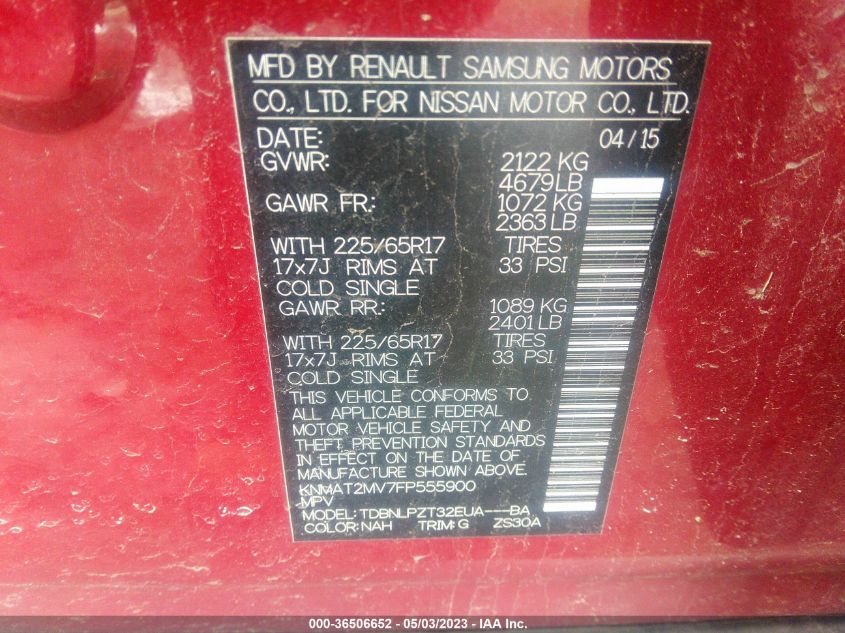 MFD BY RENAULT SAMSUNG MOTORS
CO., LTD. FOR NISSAN MOTOR CO., LTD.
DATE: 04/15
GVWR: 2122 KG
4679LB
GAWR FR.: 1072 KG
2363 LB
WITH 225/65R17 TIRES
17x7J RIMS AT 33 PSI
COLD SINGLE
GAWR RR.: 1089 KG
2401 LB
WITH 225/65R17 TIRES
17x7J RIMS AT 33 PSI
COLD SINGLE
THIS VEHICLE CONFORMS TO
ALL APPLICABLE FEDERAL
MOTOR VEHICLE SAFETY AND
THEFT PREVENTION STANDARDS
IN EFFECT ON THE DATE OF
MANUFACTURE SHOWN ABOVE.
KNMAT2MV7FP555900
MPV
MODEL: TDBNLPZT32EUA---BA
COLOR: NAH TRIM: G ZS30A
000-36506652 - 05/03/2023 - IAA Inc.